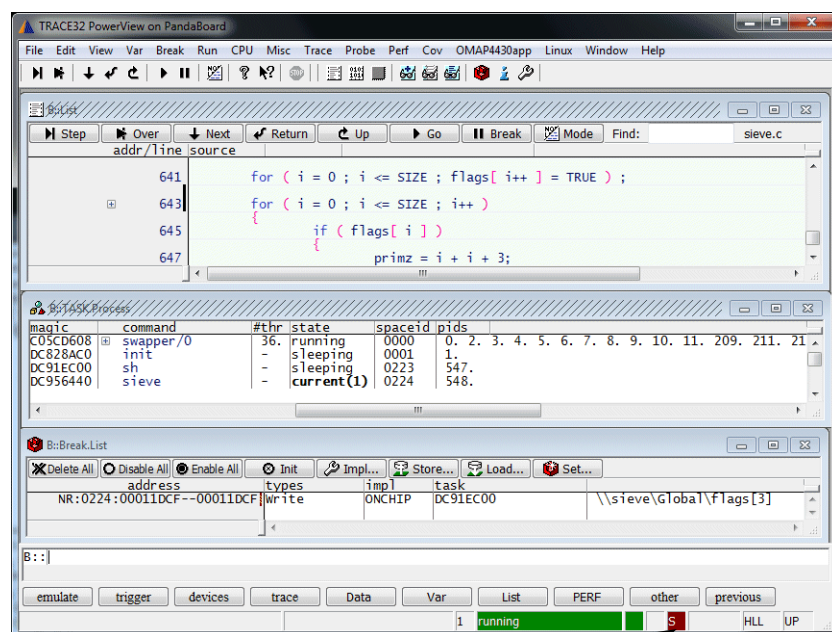 TRACE32 PowerView on PandaBoard
File Edit View Var Break Run CPU Misc Trace Probe Perf Cov OMAP4430app Linux Window Help
B::List
Step Over Next Return Up Go Break Mode Find: sieve.c
addr/line source
641 for ( i = 0 ; i <= SIZE ; flags[ i++ ] = TRUE ) ;
643 for ( i = 0 ; i <= SIZE ; i++ )
{
645 if ( flags[ i ] )
{
647 primz = i + i + 3;
B::TASK.Process
magic command #thr state spaceid pids
C05CD608 swapper/0 36. running 0000 0. 2. 3. 4. 5. 6. 7. 8. 9. 10. 11. 209. 211. 21
DC828AC0 init - sleeping 0001 1.
DC91EC00 sh - sleeping 0223 547.
DC956440 sieve - current(1) 0224 548.
B::Break.List
Delete All Disable All Enable All Init Impl... Store... Load... Set...
address types impl task
NR:0224:00011DCF--00011DCF Write ONCHIP DC91EC00 \\sieve\Global\flags[3]
B::
emulate trigger devices trace Data Var List PERF other previous
1 running S HLL UP